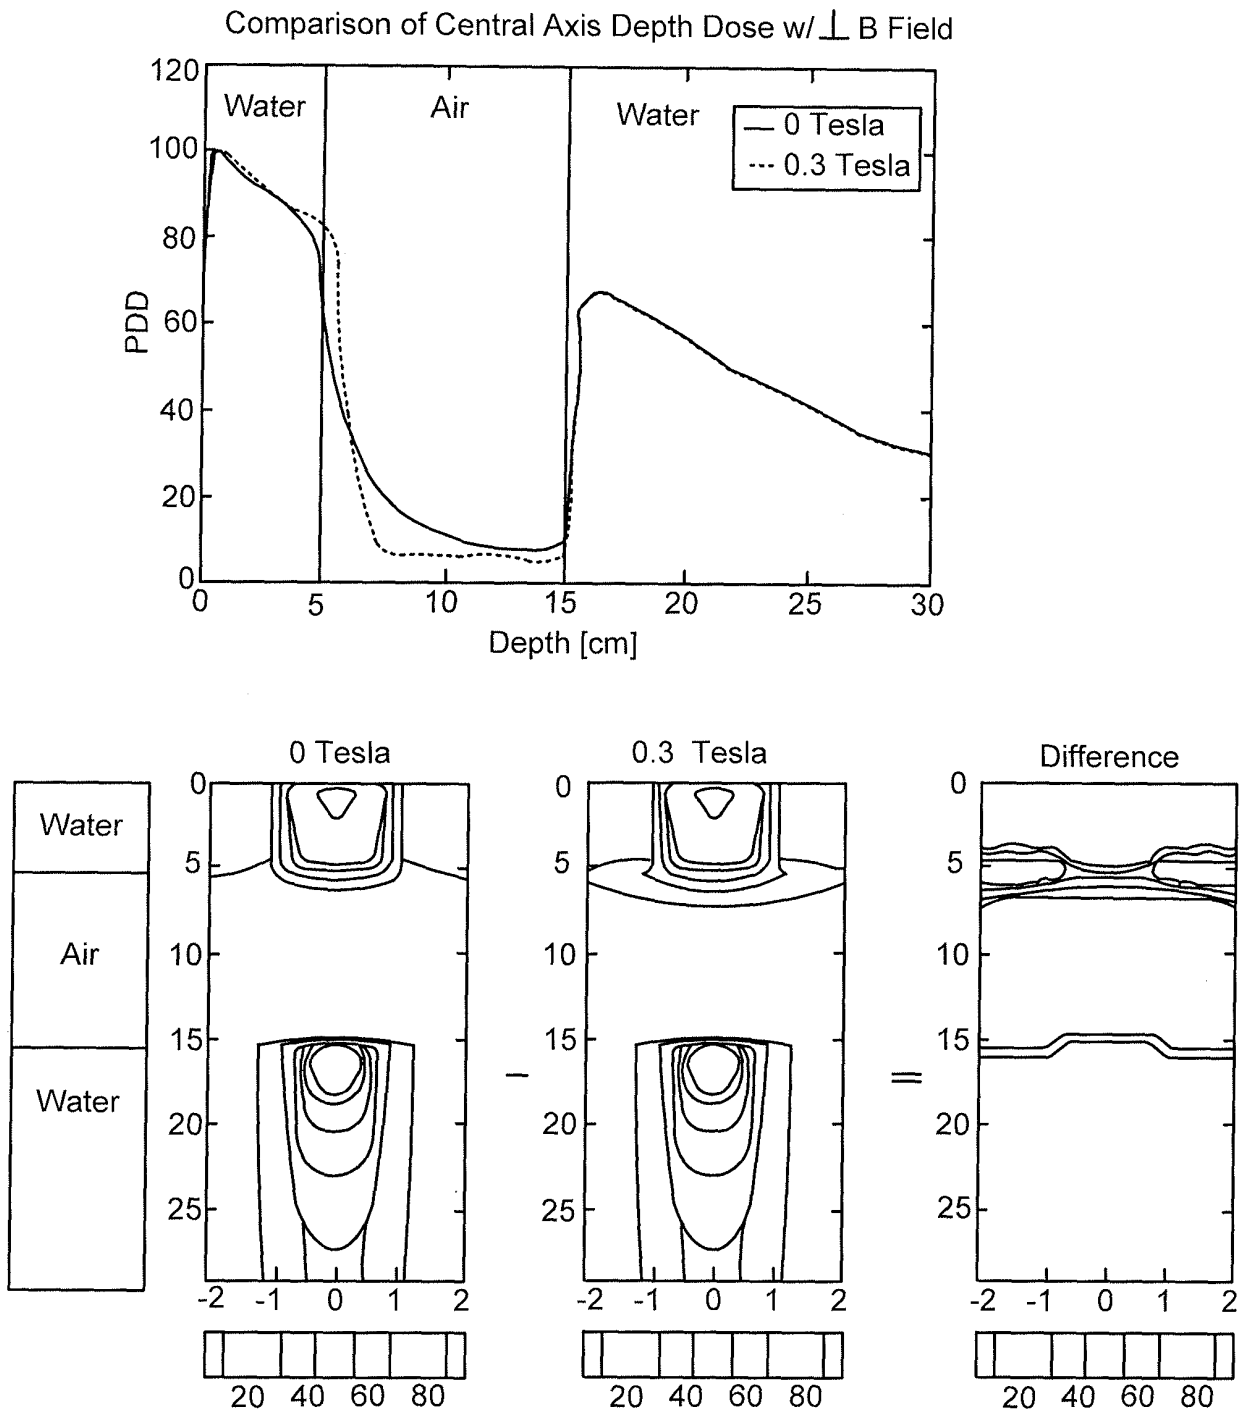 Comparison of Central Axis Depth Dose w/ ⊥ B Field
120
100
80
60
40
20
0
PDD
Water
Air
Water
— 0 Tesla
---- 0.3 Tesla
0 5 10 15 20 25 30
Depth [cm]
Water
Air
Water
0 Tesla
0
5
10
15
20
25
-2 -1 0 1 2
20 40 60 80
–
0.3 Tesla
0
5
10
15
20
25
-2 -1 0 1 2
20 40 60 80
=
Difference
0
5
10
15
20
25
-2 -1 0 1 2
20 40 60 80